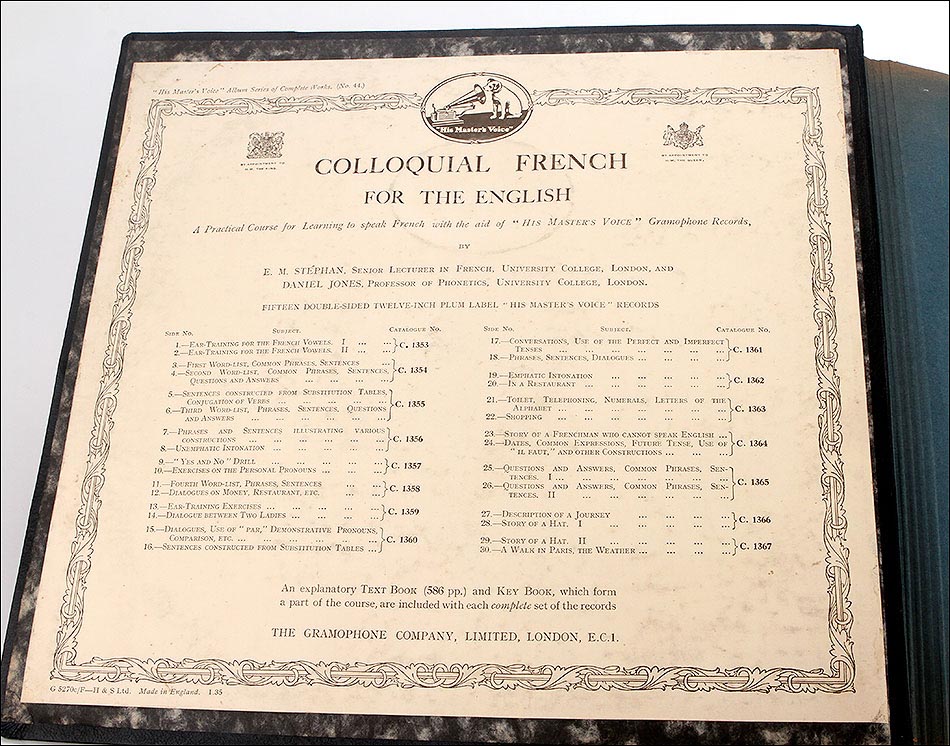 "His Master's Voice" Album Series of Complete Works. (No. 44.)
"His Master's Voice"
BY APPOINTMENT TO
H.M. THE KING
BY APPOINTMENT TO
H.M. THE QUEEN
COLLOQUIAL FRENCH
FOR THE ENGLISH
A Practical Course for Learning to speak French with the aid of "HIS MASTER'S VOICE" Gramophone Records,
BY
E. M. STÉPHAN, SENIOR LECTURER IN FRENCH, UNIVERSITY COLLEGE, LONDON, AND
DANIEL JONES, PROFESSOR OF PHONETICS, UNIVERSITY COLLEGE, LONDON.
FIFTEEN DOUBLE-SIDED TWELVE-INCH PLUM LABEL "HIS MASTER'S VOICE" RECORDS
SIDE NO. SUBJECT. CATALOGUE NO.
1.—EAR-TRAINING FOR THE FRENCH VOWELS. I ... ... } C. 1353
2.—EAR-TRAINING FOR THE FRENCH VOWELS. II ... ...
3.—FIRST WORD-LIST, COMMON PHRASES, SENTENCES ...
4.—SECOND WORD-LIST, COMMON PHRASES, SENTENCES, } C. 1354
QUESTIONS AND ANSWERS ... ... ... ...
5.—SENTENCES CONSTRUCTED FROM SUBSTITUTION TABLES,
CONJUGATION OF VERBS ... ... ... ... ... } C. 1355
6.—THIRD WORD-LIST, PHRASES, SENTENCES, QUESTIONS
AND ANSWERS ... ... ... ... ... ...
7.—PHRASES AND SENTENCES ILLUSTRATING VARIOUS
CONSTRUCTIONS ... ... ... ... ... ... } C. 1356
8.—UNEMPHATIC INTONATION ... ... ... ... ...
9.—"YES AND NO" DRILL ... ... ... ... ... } C. 1357
10.—EXERCISES ON THE PERSONAL PRONOUNS ... ... ...
11.—FOURTH WORD-LIST, PHRASES, SENTENCES ... ... } C. 1358
12.—DIALOGUES ON MONEY, RESTAURANT, ETC. ... ...
13.—EAR-TRAINING EXERCISES ... ... ... ... ... } C. 1359
14.—DIALOGUE BETWEEN TWO LADIES ... ... ... ...
15.—DIALOGUES, USE OF "PAR," DEMONSTRATIVE PRONOUNS,
COMPARISON, ETC. ... ... ... ... ... ... } C. 1360
16.—SENTENCES CONSTRUCTED FROM SUBSTITUTION TABLES ...
SIDE NO. SUBJECT. CATALOGUE NO.
17.—CONVERSATIONS, USE OF THE PERFECT AND IMPERFECT
TENSES ... ... ... ... ... ... ... } C. 1361
18.—PHRASES, SENTENCES, DIALOGUES ... ... ... ...
19.—EMPHATIC INTONATION ... ... ... ... ... } C. 1362
20.—IN A RESTAURANT ... ... ... ... ... ...
21.—TOILET, TELEPHONING, NUMERALS, LETTERS OF THE
ALPHABET ... ... ... ... ... ... ... } C. 1363
22.—SHOPPING ... ... ... ... ... ... ...
23.—STORY OF A FRENCHMAN WHO CANNOT SPEAK ENGLISH ...
24.—DATES, COMMON EXPRESSIONS, FUTURE TENSE, USE OF } C. 1364
"IL FAUT," AND OTHER CONSTRUCTIONS ... ... ...
25.—QUESTIONS AND ANSWERS, COMMON PHRASES, SEN-
TENCES. I ... ... ... ... ... ... ... } C. 1365
26.—QUESTIONS AND ANSWERS, COMMON PHRASES, SEN-
TENCES. II ... ... ... ... ... ... ...
27.—DESCRIPTION OF A JOURNEY ... ... ... ... } C. 1366
28.—STORY OF A HAT. I ... ... ... ... ... ...
29.—STORY OF A HAT. II ... ... ... ... ... } C. 1367
30.—A WALK IN PARIS, THE WEATHER ... ... ... ...
An explanatory TEXT BOOK (586 pp.) and KEY BOOK, which form
a part of the course, are included with each complete set of the records
THE GRAMOPHONE COMPANY, LIMITED, LONDON, E.C.1.
G 5270c/F—H & S Ltd. Made in England. 1.35